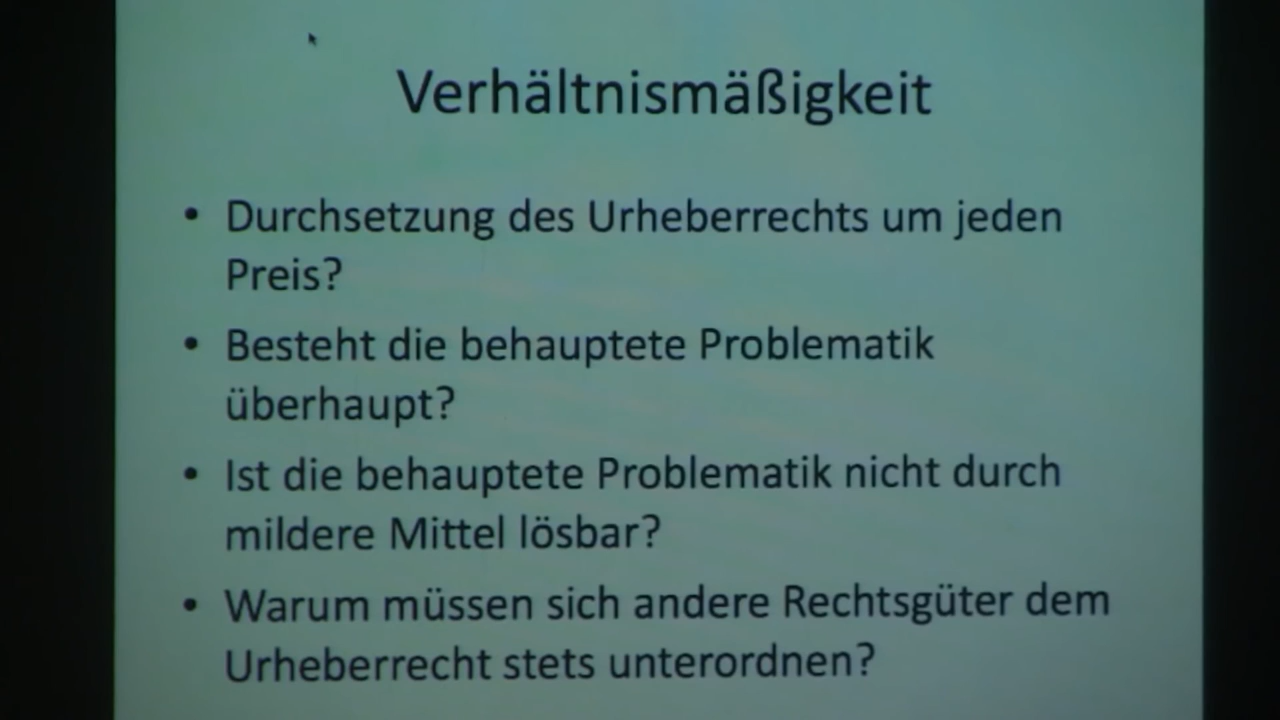 Verhältnismäßigkeit
• Durchsetzung des Urheberrechts um jeden
Preis?
• Besteht die behauptete Problematik
überhaupt?
• Ist die behauptete Problematik nicht durch
mildere Mittel lösbar?
• Warum müssen sich andere Rechtsgüter dem
Urheberrecht stets unterordnen?